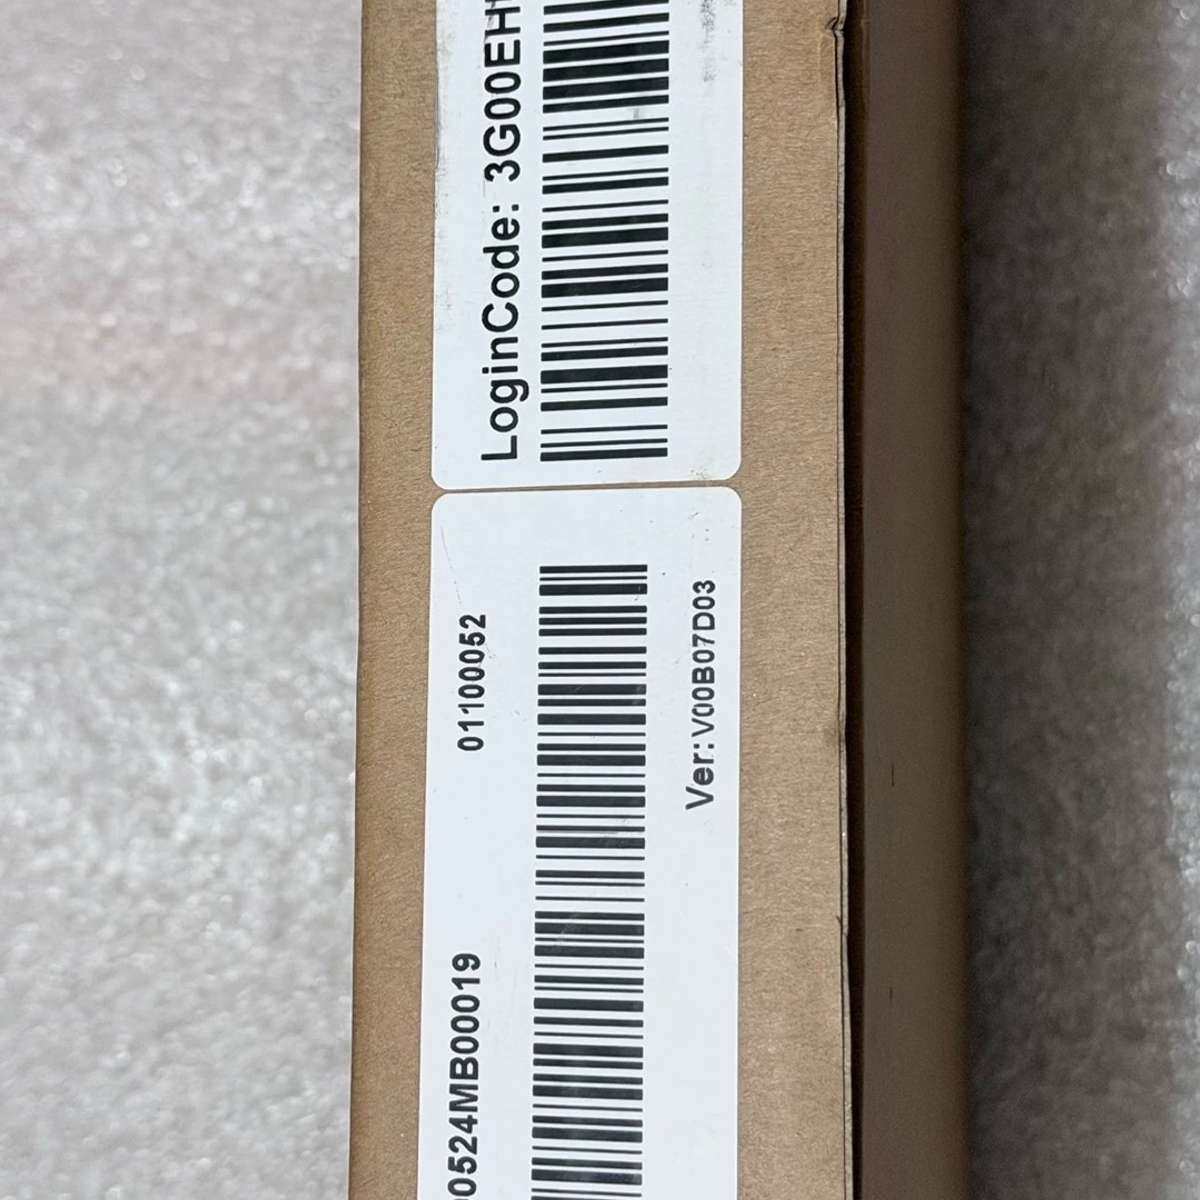 LoginCode: 3G00EH
0524MB00019 01100052
Ver: V00B07D03